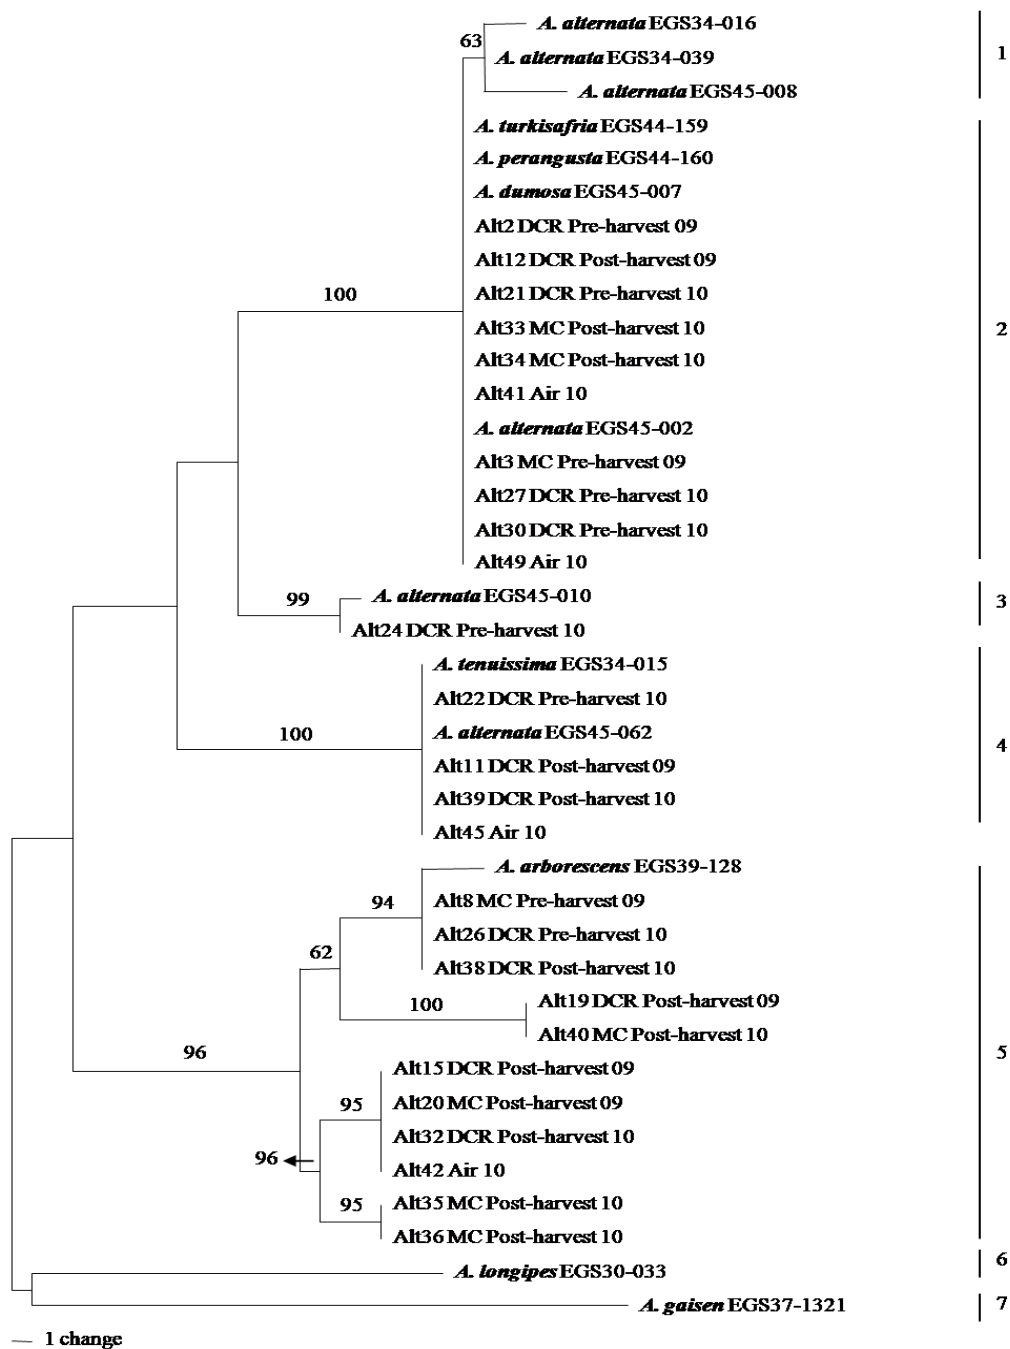 A. alternata EGS34-016
63
1
A. alternata EGS34-039
A. alternata EGS45-008
A. turkisafria EGS44-159
A. perangusta EGS44-160
A. dumosa EGS45-007
Alt2 DCR Pre-harvest 09
Alt12 DCR Post-harvest 09
100
Alt21 DCR Pre-harvest 10
Alt33 MC Post-harvest 10
2
Alt34 MC Post-harvest 10
Alt41 Air 10
A. alternata EGS45-002
Alt3 MC Pre-harvest 09
Alt27 DCR Pre-harvest 10
Alt30 DCR Pre-harvest 10
Alt49 Air 10
99
A. alternata EGS45-010
3
Alt24 DCR Pre-harvest 10
A. tenuissima EGS34-015
Alt22 DCR Pre-harvest 10
100
A. alternata EGS45-062
4
Alt11 DCR Post-harvest 09
Alt39 DCR Post-harvest 10
Alt45 Air 10
A. arborescens EGS39-128
94
Alt8 MC Pre-harvest 09
Alt26 DCR Pre-harvest 10
62
Alt38 DCR Post-harvest 10
100
Alt19 DCR Post-harvest 09
Alt40 MC Post-harvest 10
96
5
Alt15 DCR Post-harvest 09
95
Alt20 MC Post-harvest 09
Alt32 DCR Post-harvest 10
96
Alt42 Air 10
95
Alt35 MC Post-harvest 10
Alt36 MC Post-harvest 10
A. longipes EGS30-033
6
A. gaisen EGS37-1321
7
1 change